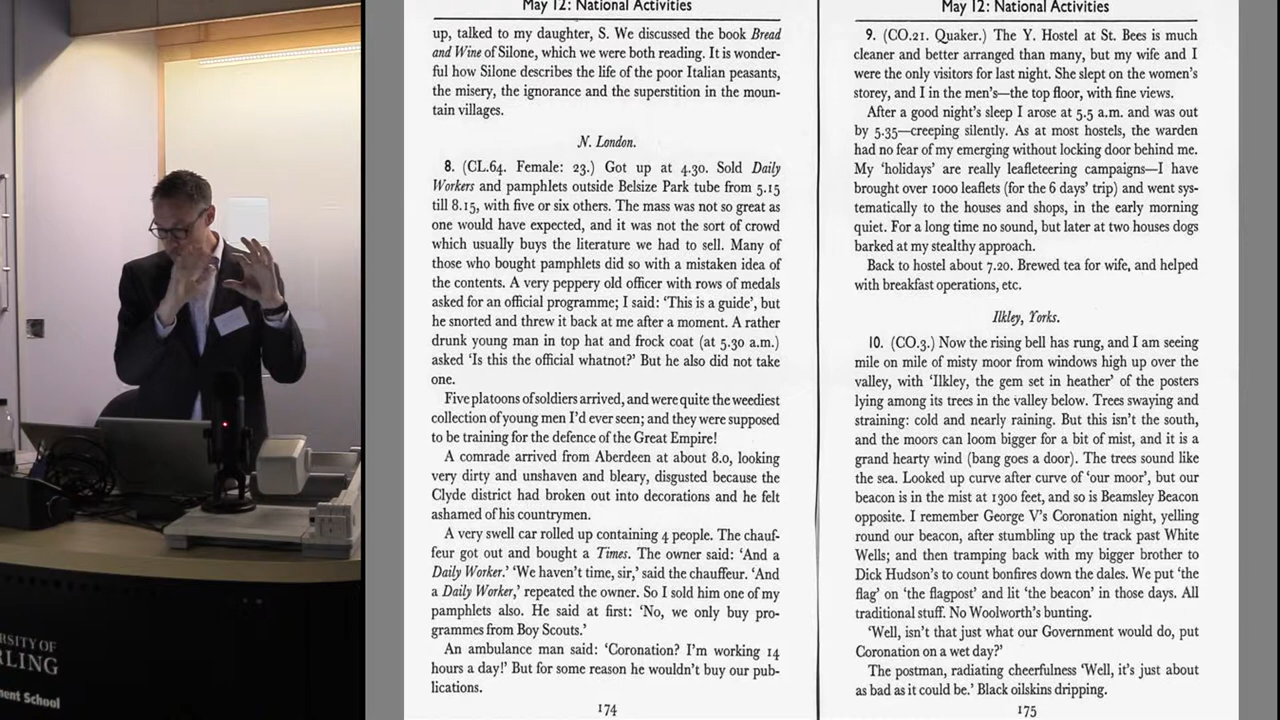 May 12: National Activities
up, talked to my daughter, S. We discussed the book Bread
and Wine of Silone, which we were both reading. It is wonder-
ful how Silone describes the life of the poor Italian peasants,
the misery, the ignorance and the superstition in the moun-
tain villages.
N. London.
8. (CL.64. Female: 23.) Got up at 4.30. Sold Daily
Workers and pamphlets outside Belsize Park tube from 5.15
till 8.15, with five or six others. The mass was not so great as
one would have expected, and it was not the sort of crowd
which usually buys the literature we had to sell. Many of
those who bought pamphlets did so with a mistaken idea of
the contents. A very peppery old officer with rows of medals
asked for an official programme; I said: ‘This is a guide’, but
he snorted and threw it back at me after a moment. A rather
drunk young man in top hat and frock coat (at 5.30 a.m.)
asked ‘Is this the official whatnot?’ But he also did not take
one.
Five platoons of soldiers arrived, and were quite the weediest
collection of young men I’d ever seen; and they were supposed
to be training for the defence of the Great Empire!
A comrade arrived from Aberdeen at about 8.0, looking
very dirty and unshaven and bleary, disgusted because the
Clyde district had broken out into decorations and he felt
ashamed of his countrymen.
A very swell car rolled up containing 4 people. The chauf-
feur got out and bought a Times. The owner said: ‘And a
Daily Worker.’ ‘We haven’t time, sir,’ said the chauffeur. ‘And
a Daily Worker,’ repeated the owner. So I sold him one of my
pamphlets also. He said at first: ‘No, we only buy pro-
grammes from Boy Scouts.’
An ambulance man said: ‘Coronation? I’m working 14
hours a day!’ But for some reason he wouldn’t buy our pub-
lications.
174
May 12: National Activities
9. (CO.21. Quaker.) The Y. Hostel at St. Bees is much
cleaner and better arranged than many, but my wife and I
were the only visitors for last night. She slept on the women’s
storey, and I in the men’s—the top floor, with fine views.
After a good night’s sleep I arose at 5.5 a.m. and was out
by 5.35—creeping silently. As at most hostels, the warden
had no fear of my emerging without locking door behind me.
My ‘holidays’ are really leafleteering campaigns—I have
brought over 1000 leaflets (for the 6 days’ trip) and went sys-
tematically to the houses and shops, in the early morning
quiet. For a long time no sound, but later at two houses dogs
barked at my stealthy approach.
Back to hostel about 7.20. Brewed tea for wife, and helped
with breakfast operations, etc.
Ilkley, Yorks.
10. (CO.3.) Now the rising bell has rung, and I am seeing
mile on mile of misty moor from windows high up over the
valley, with ‘Ilkley, the gem set in heather’ of the posters
lying among its trees in the valley below. Trees swaying and
straining: cold and nearly raining. But this isn’t the south,
and the moors can loom bigger for a bit of mist, and it is a
grand hearty wind (bang goes a door). The trees sound like
the sea. Looked up curve after curve of ‘our moor’, but our
beacon is in the mist at 1300 feet, and so is Beamsley Beacon
opposite. I remember George V’s Coronation night, yelling
round our beacon, after stumbling up the track past White
Wells; and then tramping back with my bigger brother to
Dick Hudson’s to count bonfires down the dales. We put ‘the
flag’ on ‘the flagpost’ and lit ‘the beacon’ in those days. All
traditional stuff. No Woolworth’s bunting.
‘Well, isn’t that just what our Government would do, put
Coronation on a wet day?’
The postman, radiating cheerfulness ‘Well, it’s just about
as bad as it could be.’ Black oilskins dripping.
175
RSITY OF
RLING
ment School